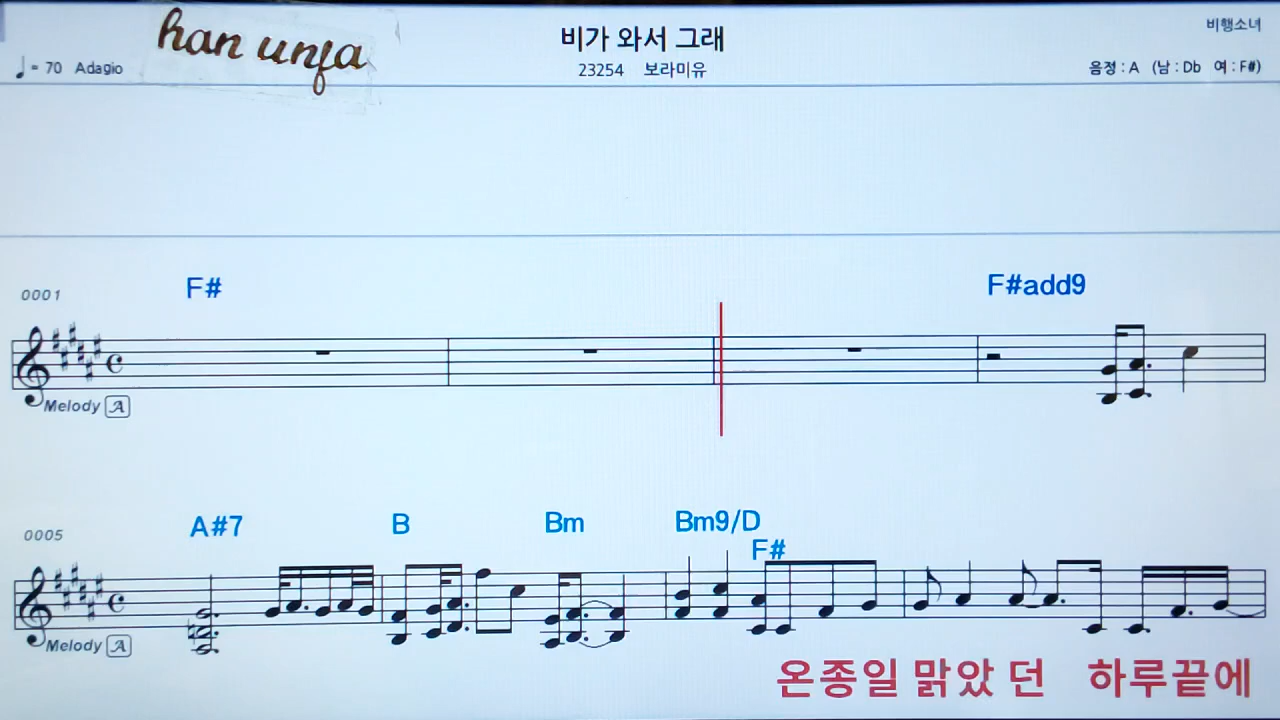 han unfa
비가 와서 그래
비행소녀
♩= 70 Adagio
23254 보라미유
음정 : A (남 : Db 여 : F#)
0001
F# F#add9
Melody A
0005
A#7 B Bm Bm9/D
F#
Melody A
온종일 맑았 던 하루끝에